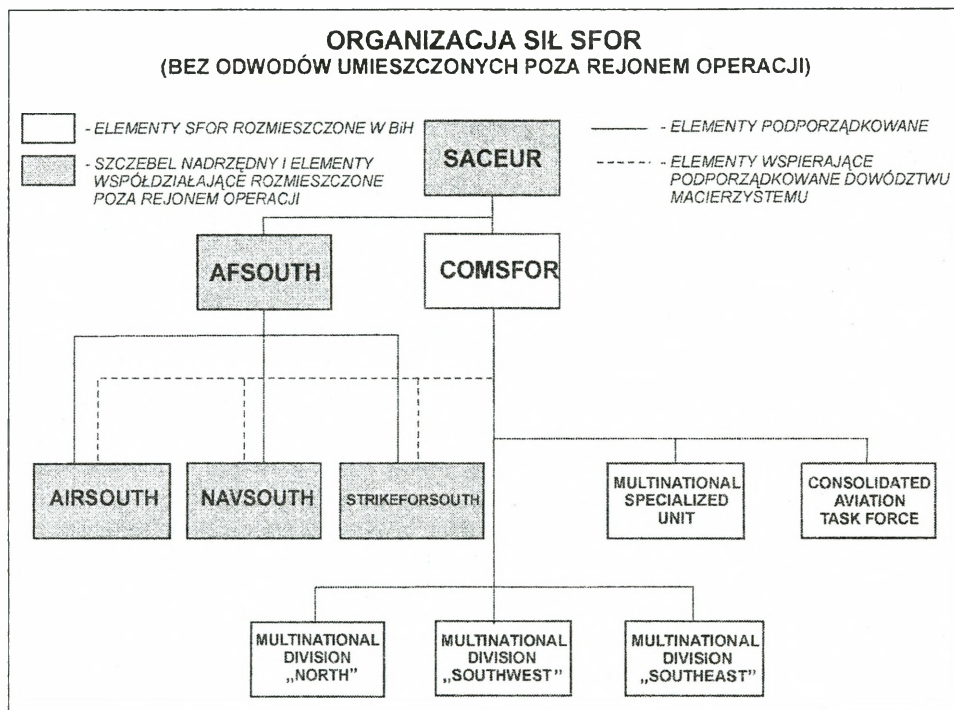 ORGANIZACJA SIŁ SFOR
(BEZ ODWODÓW UMIESZCZONYCH POZA REJONEM OPERACJI)
- ELEMENTY SFOR ROZMIESZCZONE W BiH
- SZCZEBEL NADRZĘDNY I ELEMENTY
WSPÓŁDZIAŁAJĄCE ROZMIESZCZONE
POZA REJONEM OPERACJI
SACEUR
- ELEMENTY PODPORZĄDKOWANE
- ELEMENTY WSPIERAJĄCE
PODPORZĄDKOWANE DOWÓDZTWU
MACIERZYSTEMU
AFSOUTH
COMSFOR
AIRSOUTH
NAVSOUTH
STRIKEFORSOUTH
MULTINATIONAL
SPECIALIZED
UNIT
CONSOLIDATED
AVIATION
TASK FORCE
MULTINATIONAL
DIVISION
„NORTH”
MULTINATIONAL
DIVISION
„SOUTHWEST”
MULTINATIONAL
DIVISION
„SOUTHEAST”